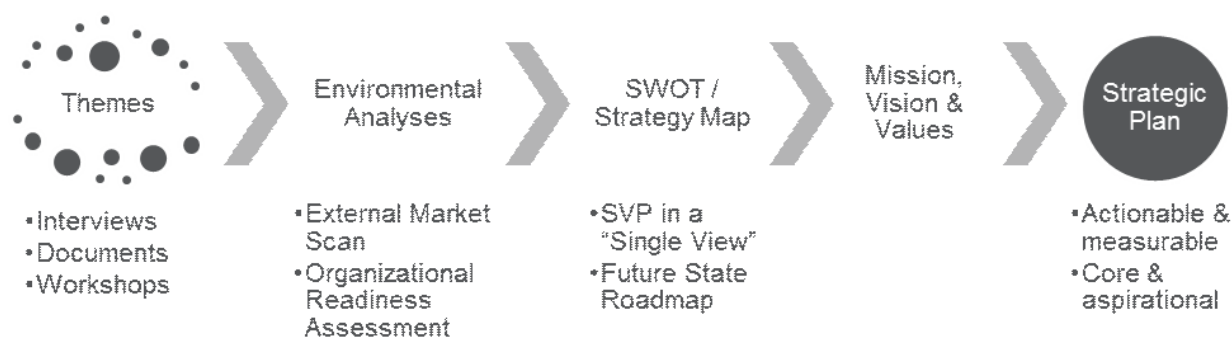 Themes
•Interviews
•Documents
•Workshops
Environmental
Analyses
•External Market
Scan
•Organizational
Readiness
Assessment
SWOT /
Strategy Map
•SVP in a
“Single View”
•Future State
Roadmap
Mission,
Vision &
Values
Strategic
Plan
•Actionable &
measurable
•Core &
aspirational